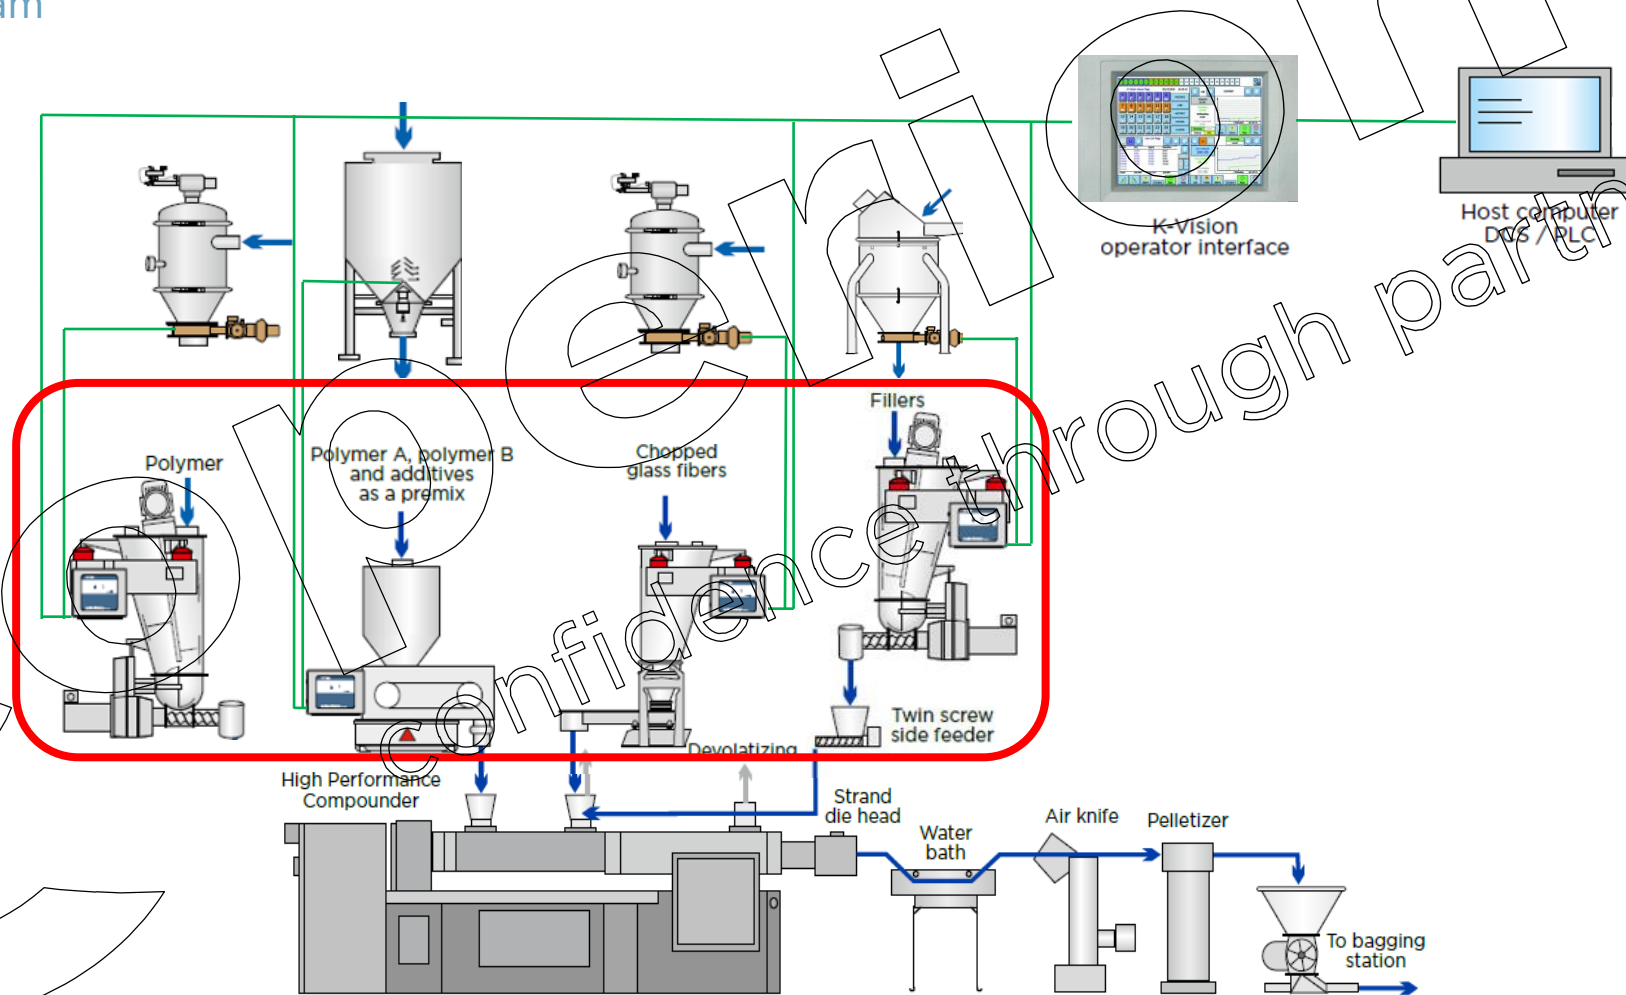 am
K-Vision
operator interface
Host computer
DCS / PLC
Fillers
Polymer
Polymer A, polymer B
and additives
as a premix
Chopped
glass fibers
Twin screw
side feeder
Devolatizing
High Performance
Compounder
Strand
die head
Water
bath
Air knife
Pelletizer
To bagging
station
confidence through partn